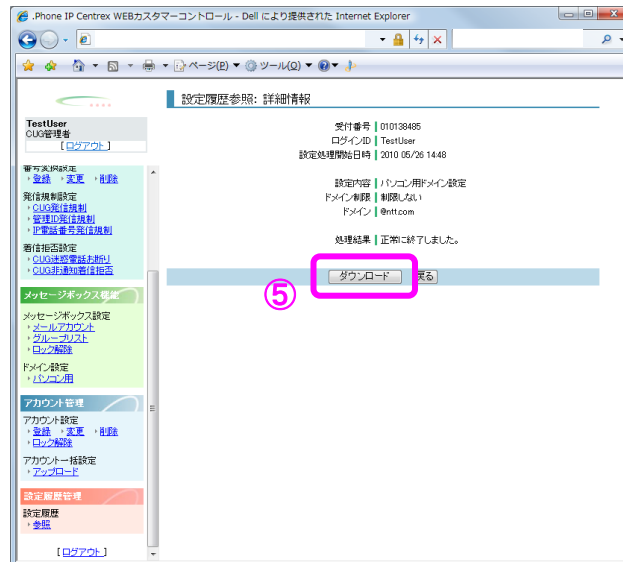 .Phone IP Centrex WEBカスタマーコントロール - Dell により提供された Internet Explorer
ページ(P) ツール(O)
TestUser
CUG管理者
[ログアウト]
番号変換設定
登録 変更 削除
発信規制設定
CUG発信規制
管理ID発信規制
IP電話番号発信規制
着信拒否設定
CUG迷惑電話お断り
CUG非通知着信拒否
メッセージボックス機能
メッセージボックス設定
メールアカウント
グループリスト
ロック解除
ドメイン設定
パソコン用
アカウント管理
アカウント設定
登録 変更 削除
ロック解除
アカウント一括設定
アップロード
設定履歴管理
設定履歴
参照
[ログアウト]
設定履歴参照: 詳細情報
受付番号 010138485
ログインID TestUser
設定処理開始日時 2010 05/26 14:48
設定内容 パソコン用ドメイン設定
ドメイン制限 制限しない
ドメイン @ntt.com
処理結果 正常に終了しました。
⑤
ダウンロード 戻る